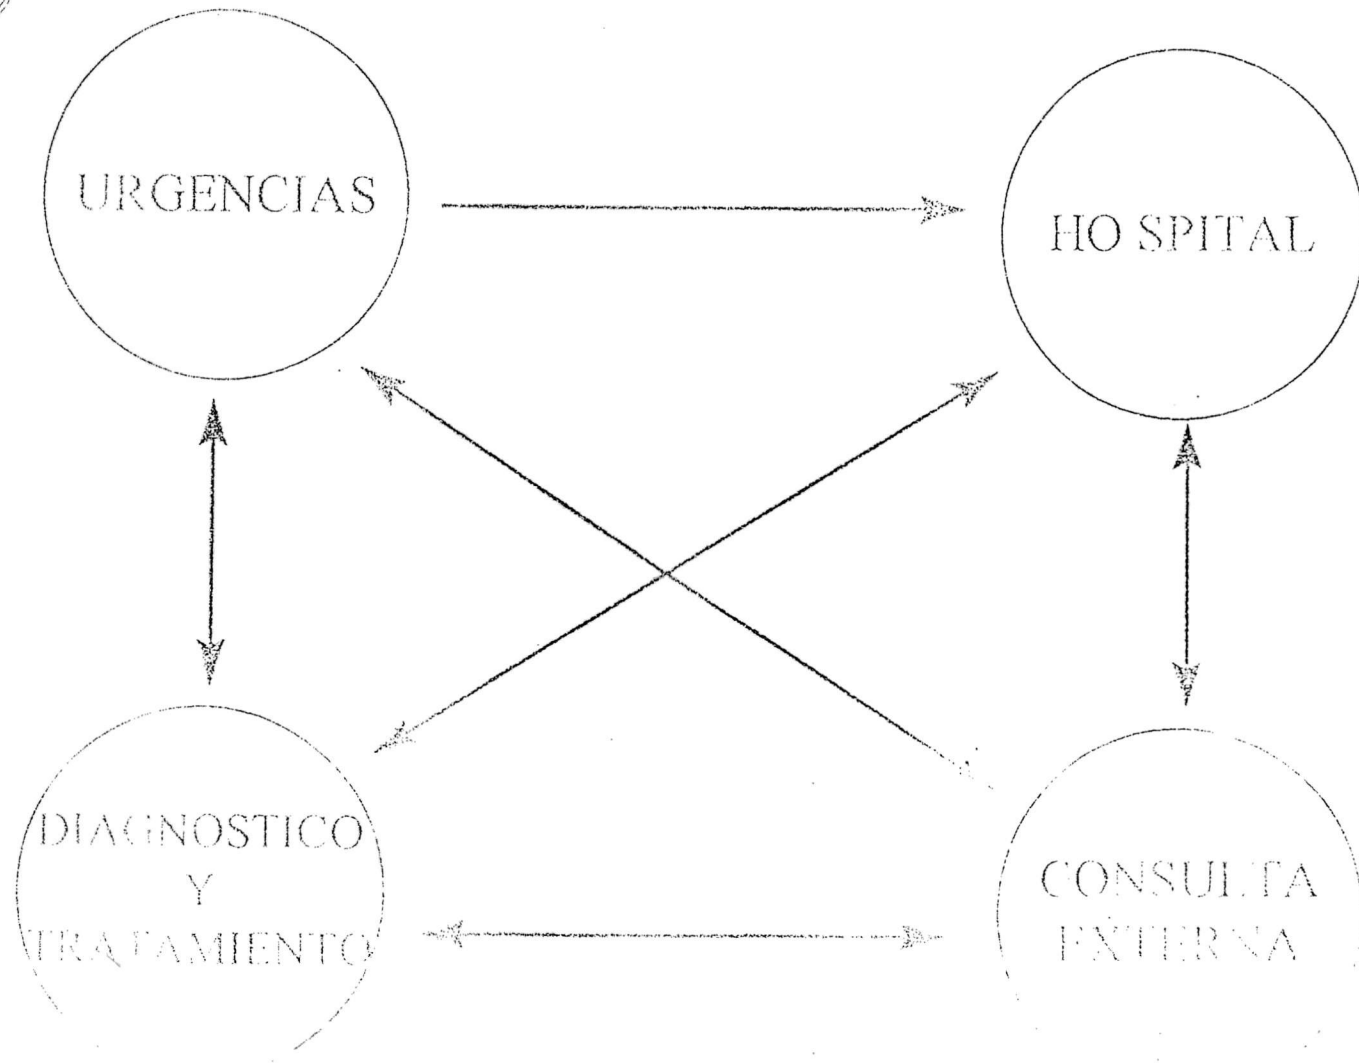 URGENCIAS
HO SPITAL
DIAGNOSTICO
Y
TRATAMIENTO
CONSULTA
EXTERNA